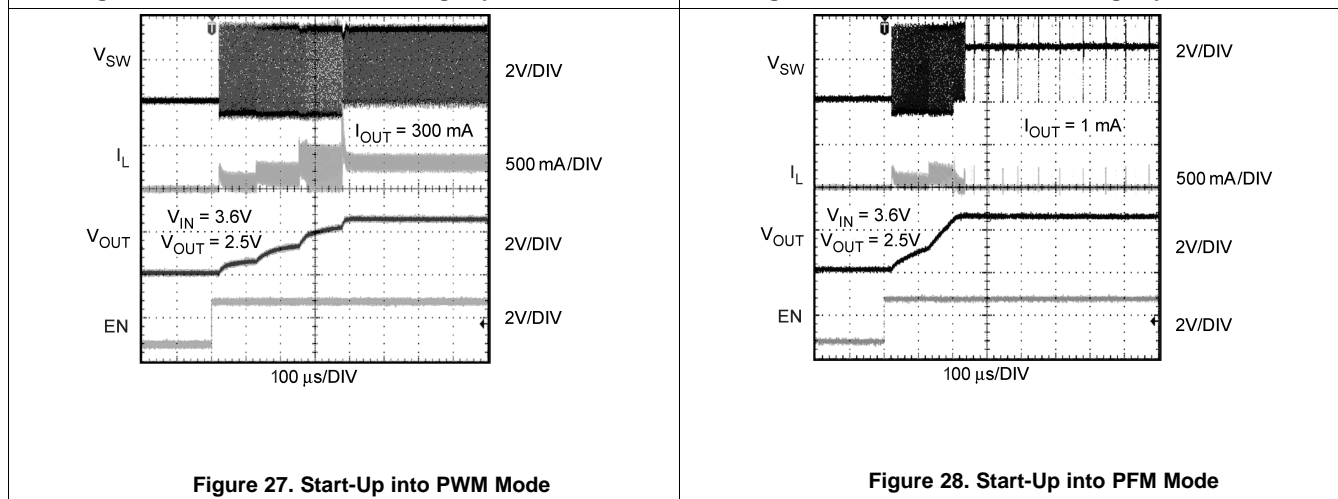 V_SW
2V/DIV
I_OUT = 300 mA
I_L
500 mA/DIV
V_IN = 3.6V
V_OUT = 2.5V
V_OUT
2V/DIV
EN
2V/DIV
100 µs/DIV
Figure 27. Start-Up into PWM Mode
V_SW
2V/DIV
I_OUT = 1 mA
I_L
500 mA/DIV
V_IN = 3.6V
V_OUT = 2.5V
V_OUT
2V/DIV
EN
2V/DIV
100 µs/DIV
Figure 28. Start-Up into PFM Mode